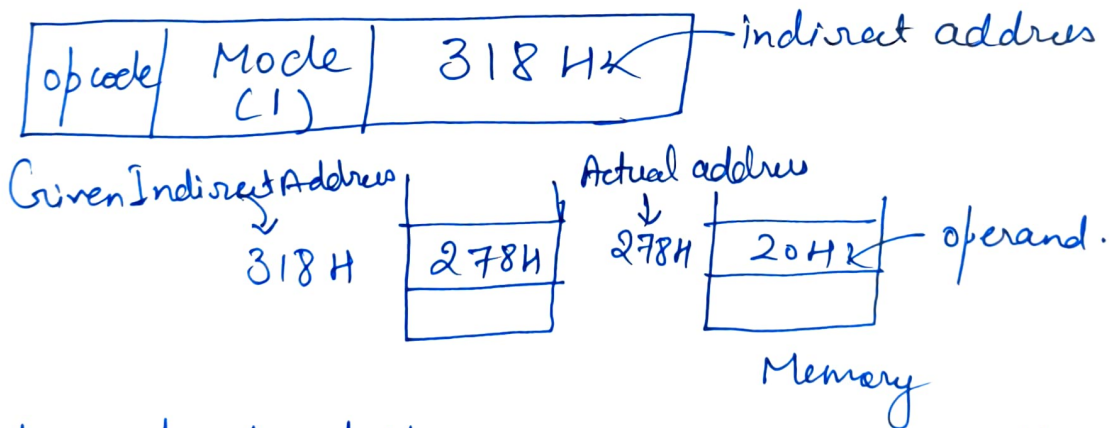 opcode Mode 318 H indirect address
(1)
Given Indirect Address Actual address
318 H 278H 278H 20H operand.
Memory